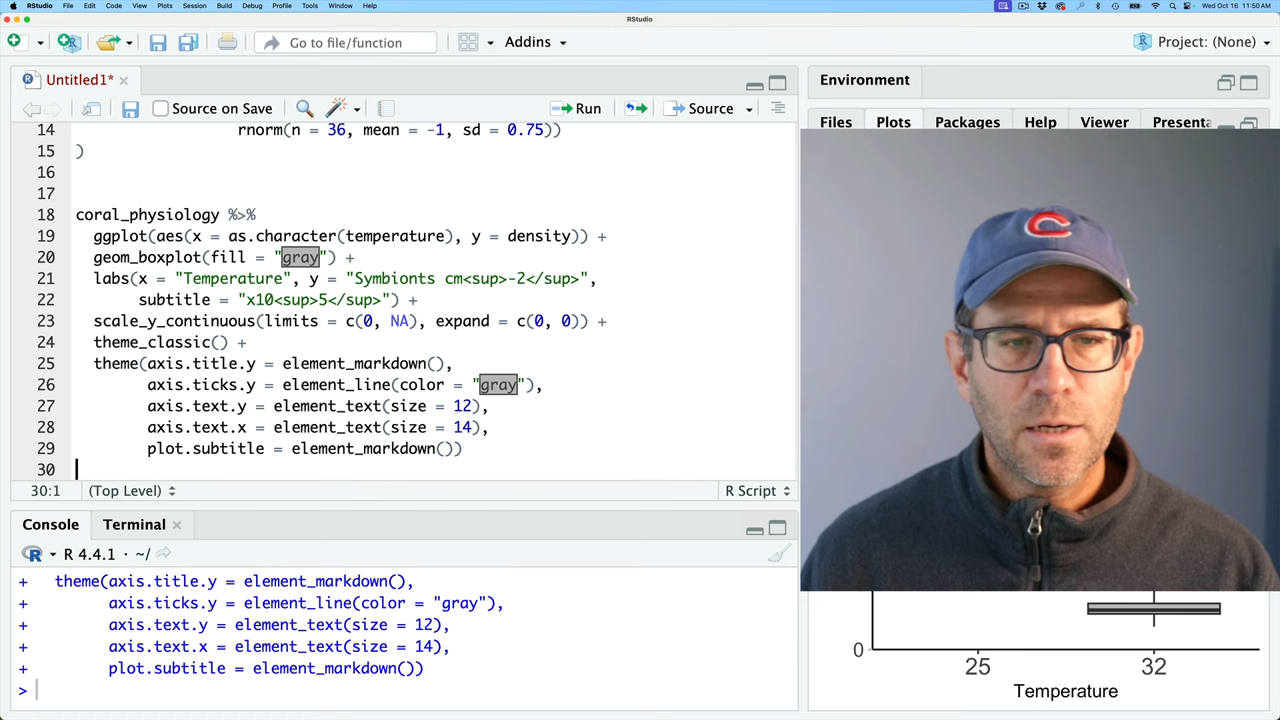 RStudio File Edit Code View Plots Session Build Debug Profile Tools Window Help Wed Oct 16 11:50 AM
RStudio
Go to file/function Addins Project: (None)
Untitled1*
Source on Save Run Source
14 rnorm(n = 36, mean = -1, sd = 0.75))
15 )
16
17
18 coral_physiology %>%
19 ggplot(aes(x = as.character(temperature), y = density)) +
20 geom_boxplot(fill = "gray") +
21 labs(x = "Temperature", y = "Symbionts cm<sup>-2</sup>",
22 subtitle = "x10<sup>5</sup>") +
23 scale_y_continuous(limits = c(0, NA), expand = c(0, 0)) +
24 theme_classic() +
25 theme(axis.title.y = element_markdown(),
26 axis.ticks.y = element_line(color = "gray"),
27 axis.text.y = element_text(size = 12),
28 axis.text.x = element_text(size = 14),
29 plot.subtitle = element_markdown())
30
30:1 (Top Level) R Script
Console Terminal
R 4.4.1 · ~/
+ theme(axis.title.y = element_markdown(),
+ axis.ticks.y = element_line(color = "gray"),
+ axis.text.y = element_text(size = 12),
+ axis.text.x = element_text(size = 14),
+ plot.subtitle = element_markdown())
>
Environment
Files Plots Packages Help Viewer Presenta
C
0
25 32
Temperature